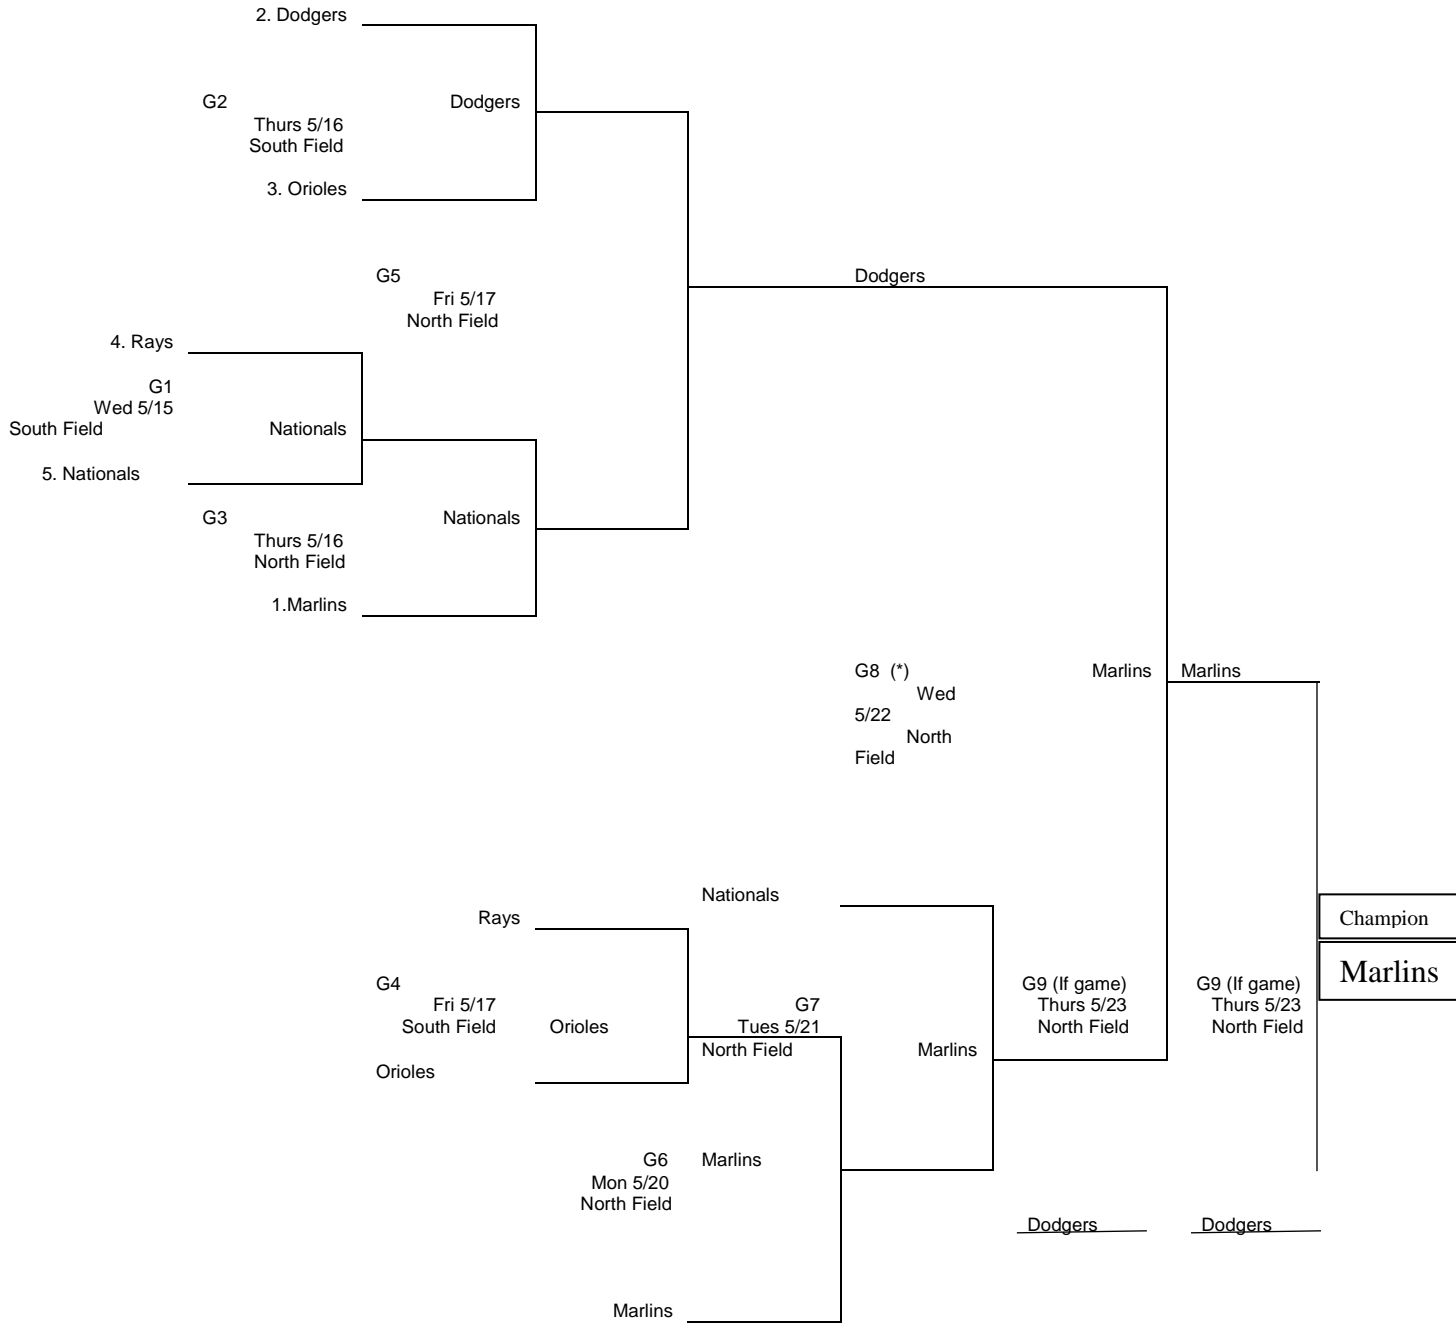 2. Dodgers
G2
Dodgers
Thurs 5/16
South Field
3. Orioles
G5
Fri 5/17
North Field
Dodgers
4. Rays
G1
Wed 5/15
South Field
Nationals
5. Nationals
G3
Nationals
Thurs 5/16
North Field
1.Marlins
G8 (*)
Wed
5/22
North
Field
Marlins
Marlins
Nationals
Rays
Champion
Marlins
G4
Fri 5/17
South Field
Orioles
Orioles
G7
Tues 5/21
North Field
Marlins
G9 (If game)
Thurs 5/23
North Field
G9 (If game)
Thurs 5/23
North Field
G6
Mon 5/20
North Field
Marlins
Dodgers
Dodgers
Marlins